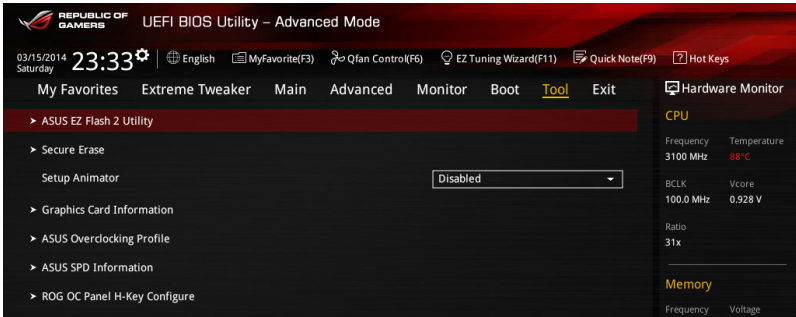 REPUBLIC OF
GAMERS
UEFI BIOS Utility – Advanced Mode
03/15/2014
Saturday
23:33
English
MyFavorite(F3)
Qfan Control(F6)
EZ Tuning Wizard(F11)
Quick Note(F9)
? Hot Keys
My Favorites
Extreme Tweaker
Main
Advanced
Monitor
Boot
Tool
Exit
Hardware Monitor
> ASUS EZ Flash 2 Utility
> Secure Erase
Setup Animator
Disabled
> Graphics Card Information
> ASUS Overclocking Profile
> ASUS SPD Information
> ROG OC Panel H-Key Configure
CPU
Frequency Temperature
3100 MHz 88°C
BCLK Vcore
100.0 MHz 0.928 V
Ratio
31x
Memory
Frequency Voltage